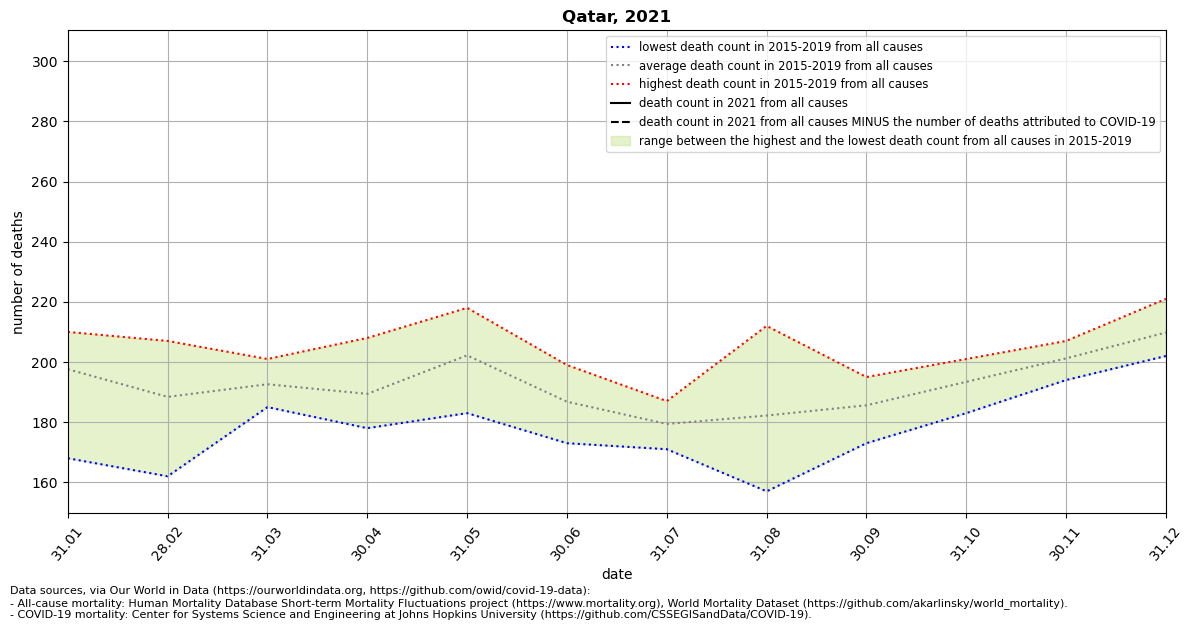 Qatar, 2021
lowest death count in 2015-2019 from all causes
average death count in 2015-2019 from all causes
highest death count in 2015-2019 from all causes
death count in 2021 from all causes
death count in 2021 from all causes MINUS the number of deaths attributed to COVID-19
range between the highest and the lowest death count from all causes in 2015-2019
number of deaths
300
280
260
240
220
200
180
160
31.01 28.02 31.03 30.04 31.05 30.06 31.07 31.08 30.09 31.10 30.11 31.12
date
Data sources, via Our World in Data (https://ourworldindata.org, https://github.com/owid/covid-19-data):
- All-cause mortality: Human Mortality Database Short-term Mortality Fluctuations project (https://www.mortality.org), World Mortality Dataset (https://github.com/akarlinsky/world_mortality).
- COVID-19 mortality: Center for Systems Science and Engineering at Johns Hopkins University (https://github.com/CSSEGISandData/COVID-19).